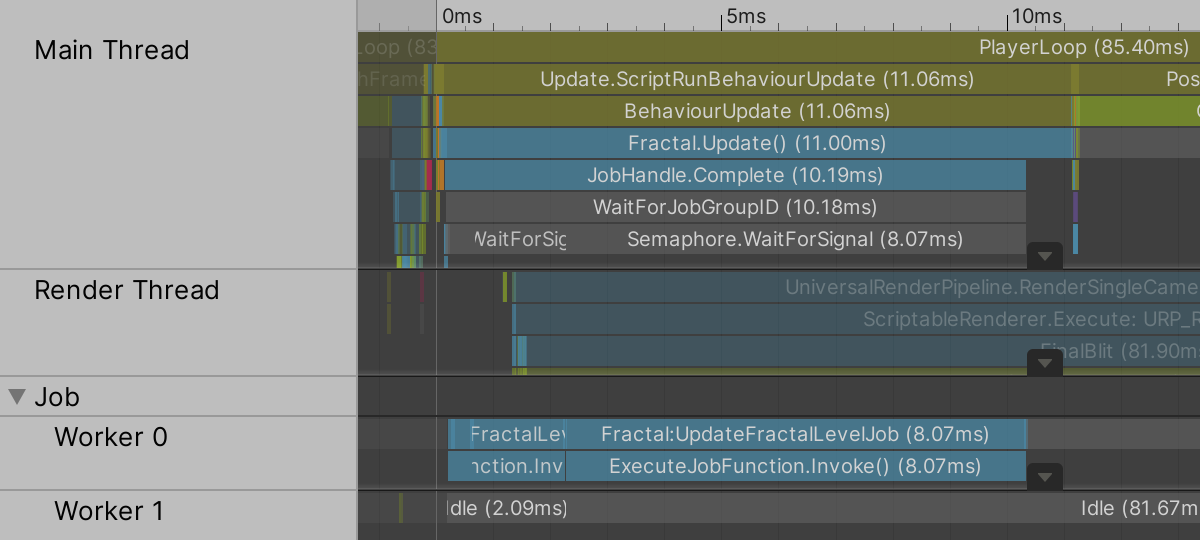 0ms 5ms 10ms
Main Thread
Loop (83 PlayerLoop (85.40ms)
hFrame Update.ScriptRunBehaviourUpdate (11.06ms) Pos
BehaviourUpdate (11.06ms)
Fractal.Update() (11.00ms)
JobHandle.Complete (10.19ms)
WaitForJobGroupID (10.18ms)
WaitForSig Semaphore.WaitForSignal (8.07ms)
Render Thread
UniversalRenderPipeline.RenderSingleCame
ScriptableRenderer.Execute: URP_R
FinalBlit (81.90ms
Job
Worker 0
FractalLev Fractal:UpdateFractalLevelJob (8.07ms)
nction.Inv ExecuteJobFunction.Invoke() (8.07ms)
Worker 1
Idle (2.09ms) Idle (81.67m